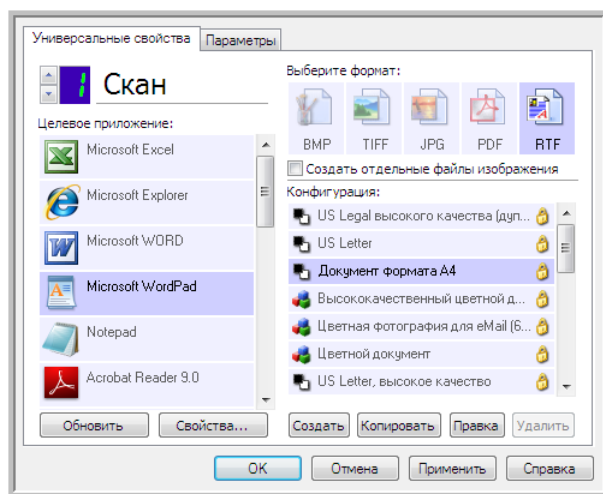 Универсальные свойства
Параметры
1
Скан
Целевое приложение:
Microsoft Excel
Microsoft Explorer
Microsoft WORD
Microsoft WordPad
Notepad
Acrobat Reader 9.0
Обновить
Свойства...
Выберите формат:
BMP
TIFF
JPG
PDF
RTF
Создать отдельные файлы изображения
Конфигурация:
US Legal высокого качества (дуп...
US Letter
Документ формата A4
Высококачественный цветной д...
Цветная фотография для eMail (6...
Цветной документ
US Letter, высокое качество
Создать
Копировать
Правка
Удалить
OK
Отмена
Применить
Справка